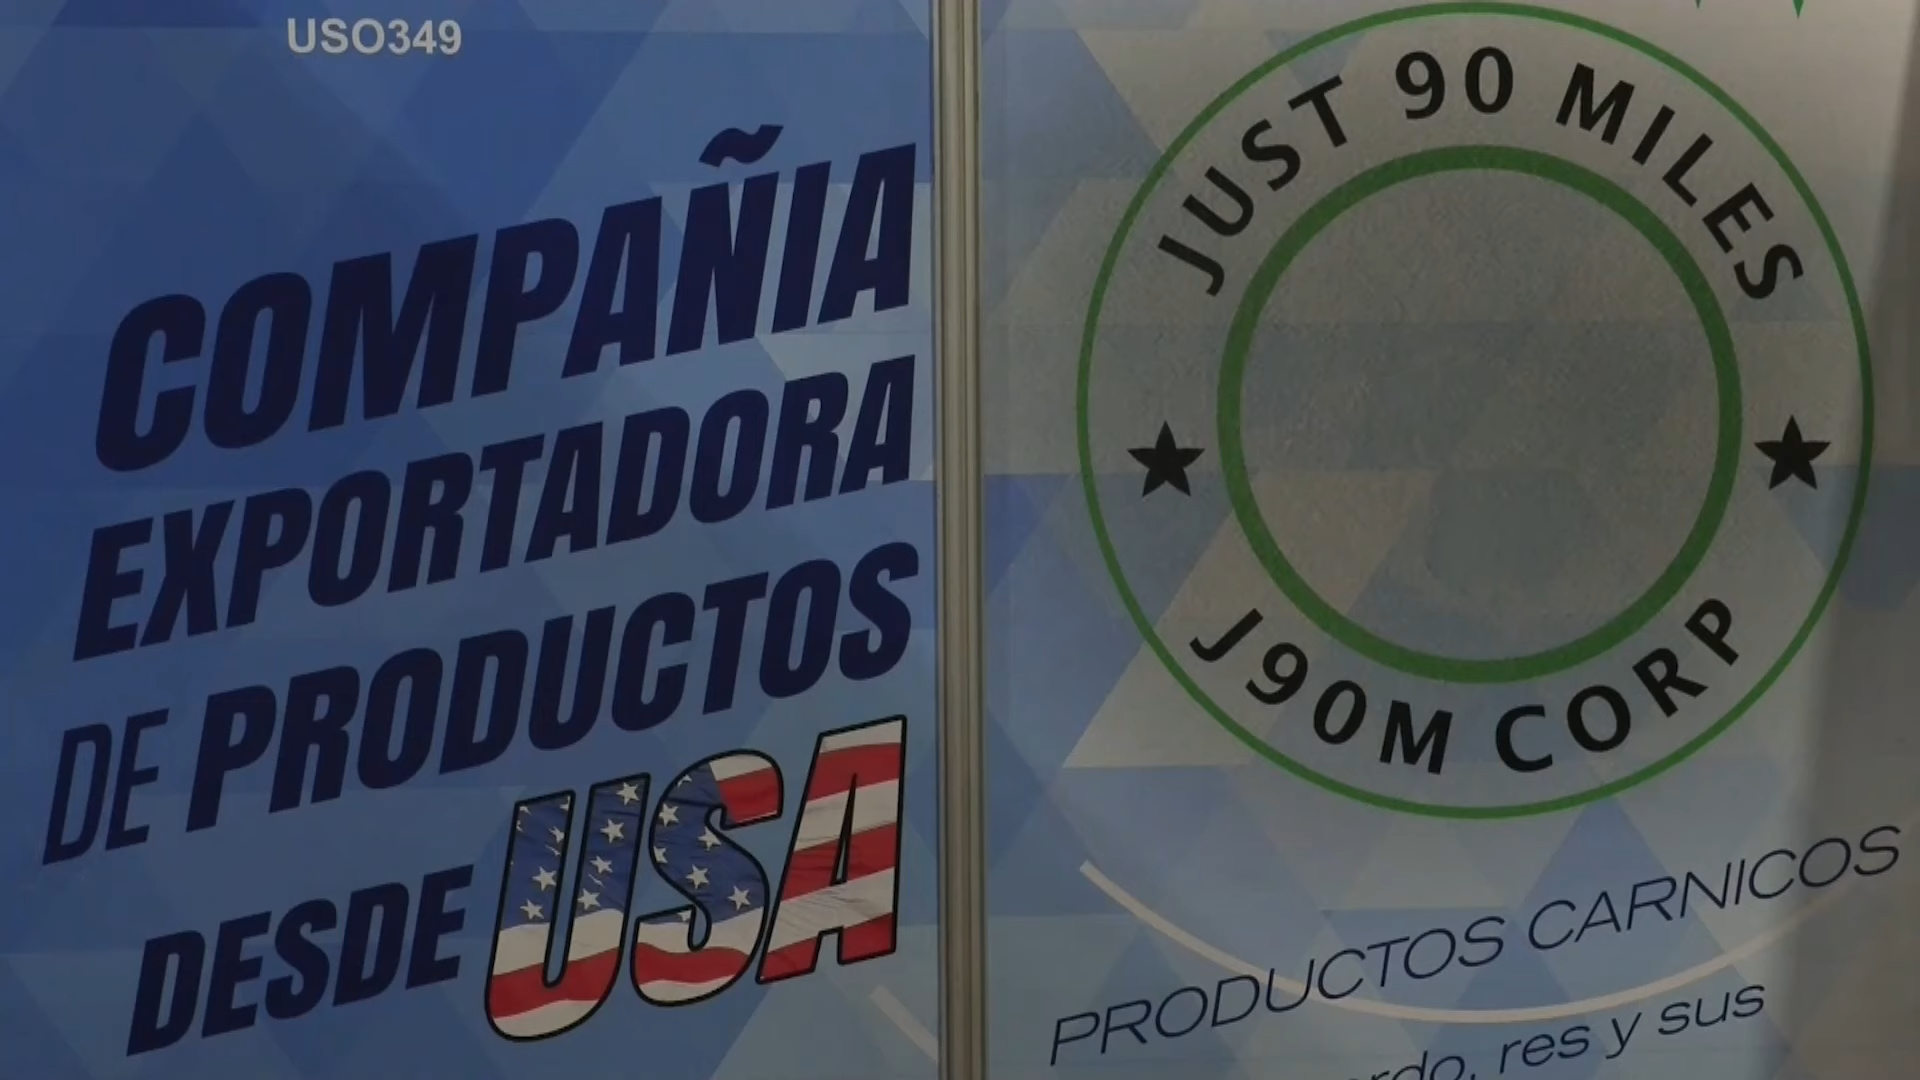 USO349
COMPAÑIA
EXPORTADORA
DE PRODUCTOS
DESDE USA
JUST 90 MILES
J90M CORP
PRODUCTOS CARNICOS
res y sus